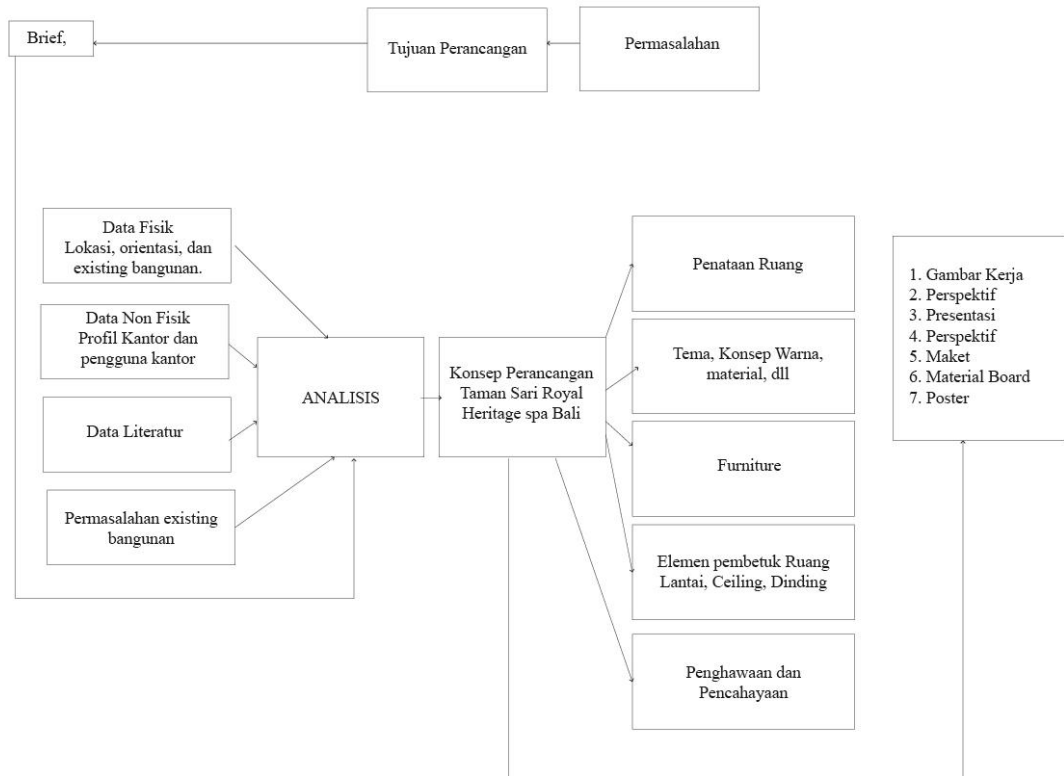 Brief,
Tujuan Perancangan
Permasalahan
Data Fisik
Lokasi, orientasi, dan
existing bangunan.
Data Non Fisik
Profil Kantor dan
pengguna kantor
Data Literatur
Permasalahan existing
bangunan
ANALISIS
Konsep Perancangan
Taman Sari Royal
Heritage spa Bali
Penataan Ruang
Tema, Konsep Warna,
material, dll
Furniture
Elemen pembetuk Ruang
Lantai, Ceiling, Dinding
Penghawaan dan
Pencahayaan
1. Gambar Kerja
2. Perspektif
3. Presentasi
4. Perspektif
5. Maket
6. Material Board
7. Poster